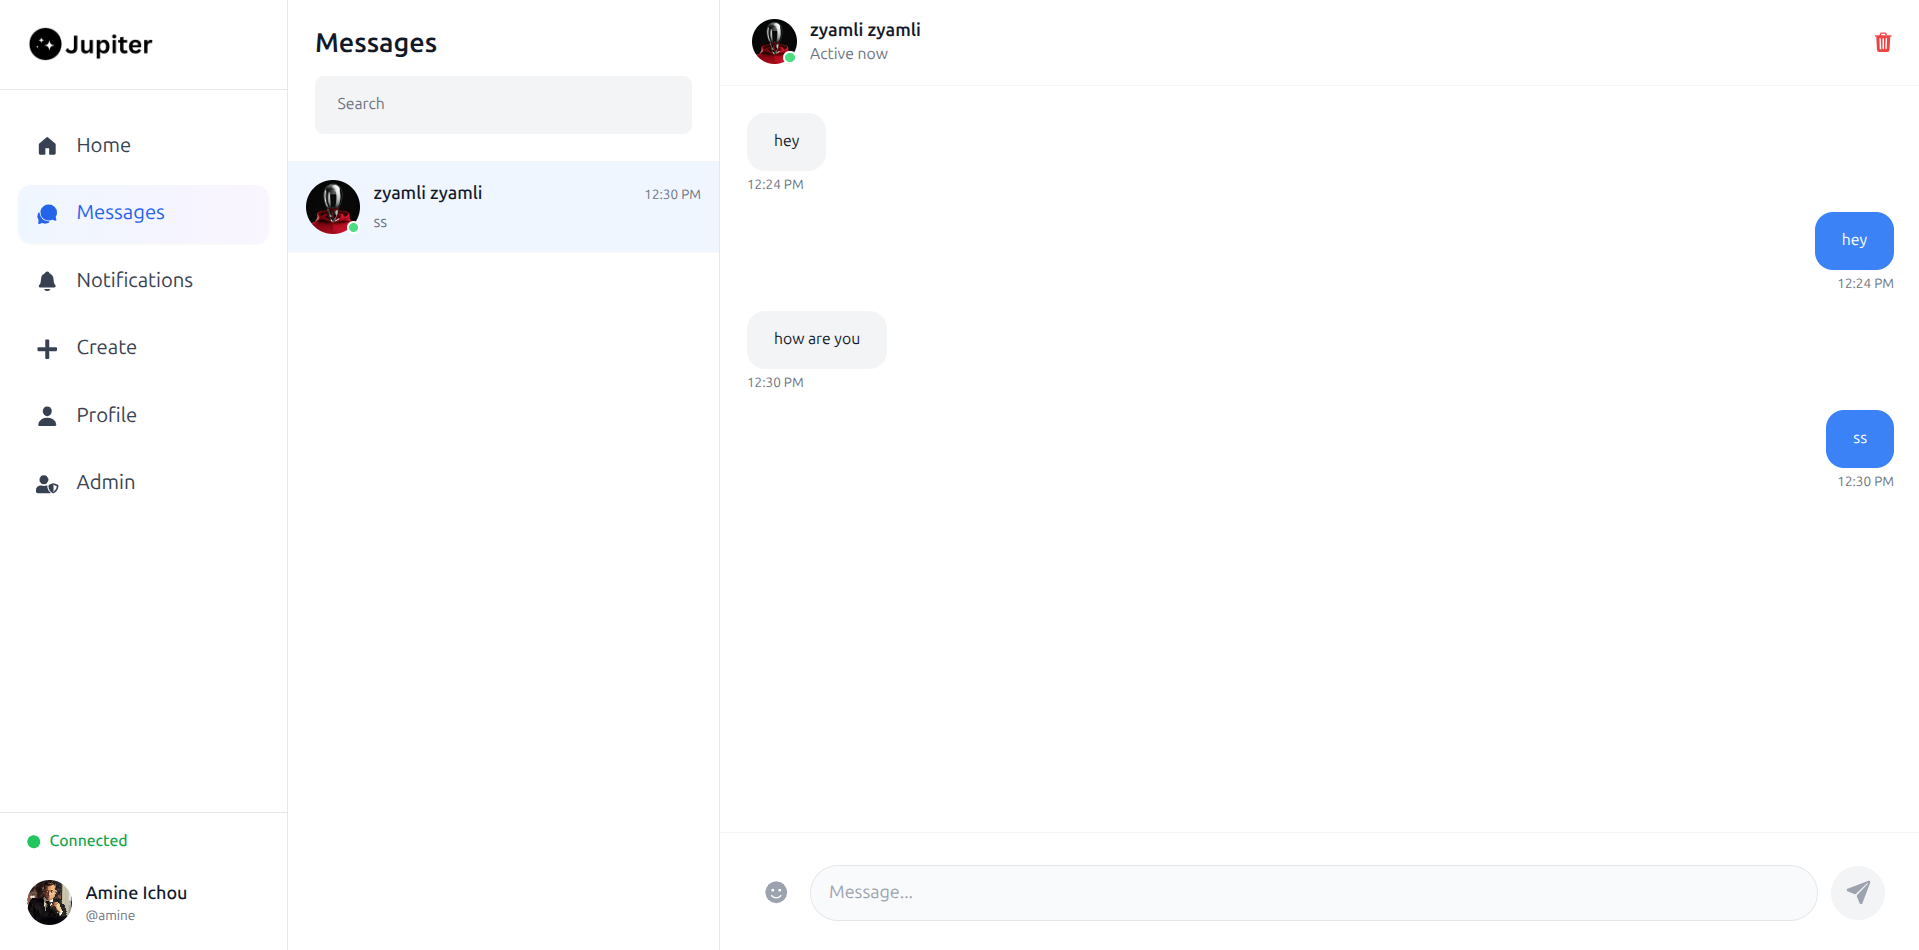 Jupiter
Home
Messages
Notifications
Create
Profile
Admin
Connected
Amine Ichou
@amine
Messages
Search
zyamli zyamli
12:30 PM
ss
zyamli zyamli
Active now
hey
12:24 PM
hey
12:24 PM
how are you
12:30 PM
ss
12:30 PM
Message...